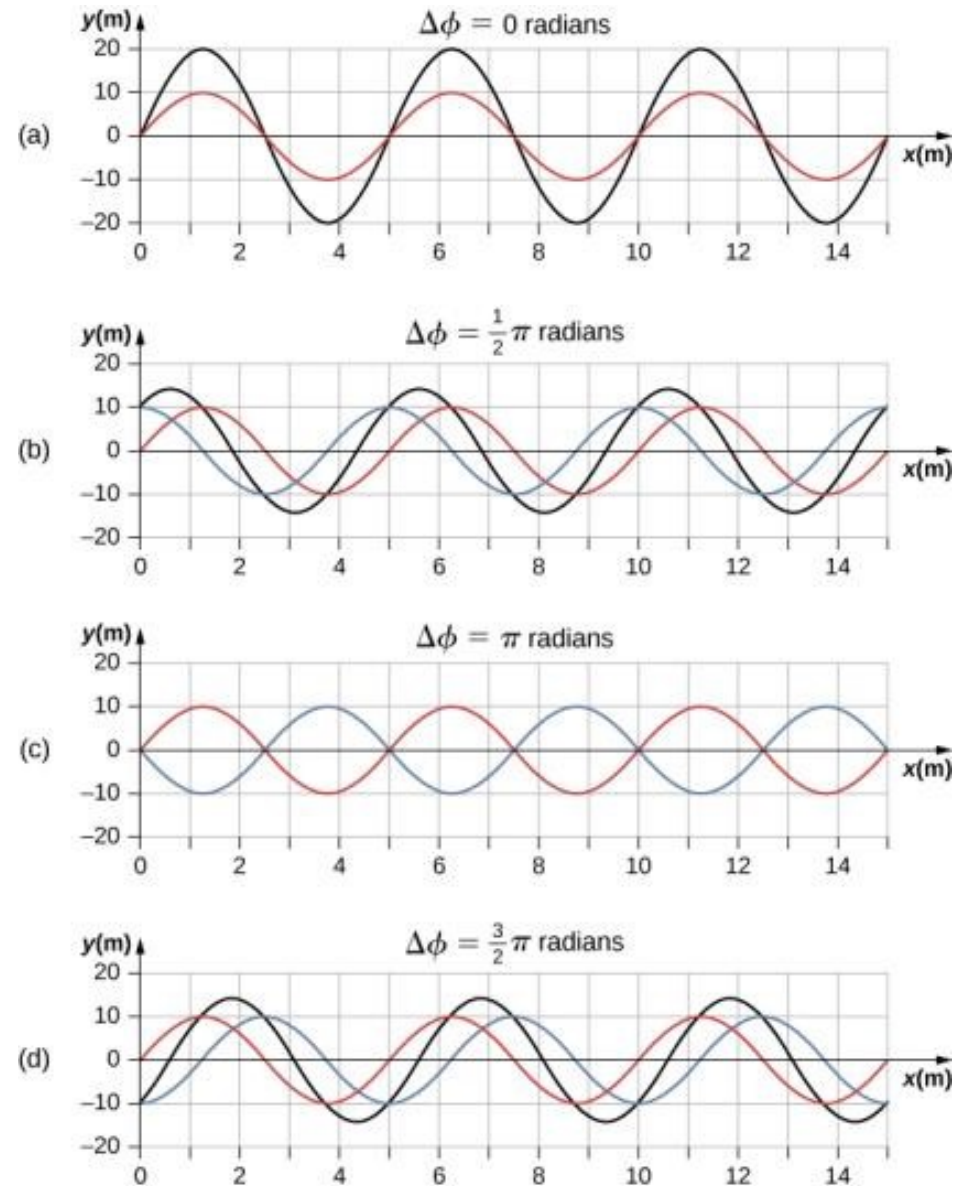 y(m)
Δϕ = 0 radians
20
10
(a)
0
x(m)
–10
–20
0 2 4 6 8 10 12 14
y(m)
Δϕ = 1/2 π radians
20
10
(b)
0
x(m)
–10
–20
0 2 4 6 8 10 12 14
y(m)
Δϕ = π radians
20
10
(c)
0
x(m)
–10
–20
0 2 4 6 8 10 12 14
y(m)
Δϕ = 3/2 π radians
20
10
(d)
0
x(m)
–10
–20
0 2 4 6 8 10 12 14